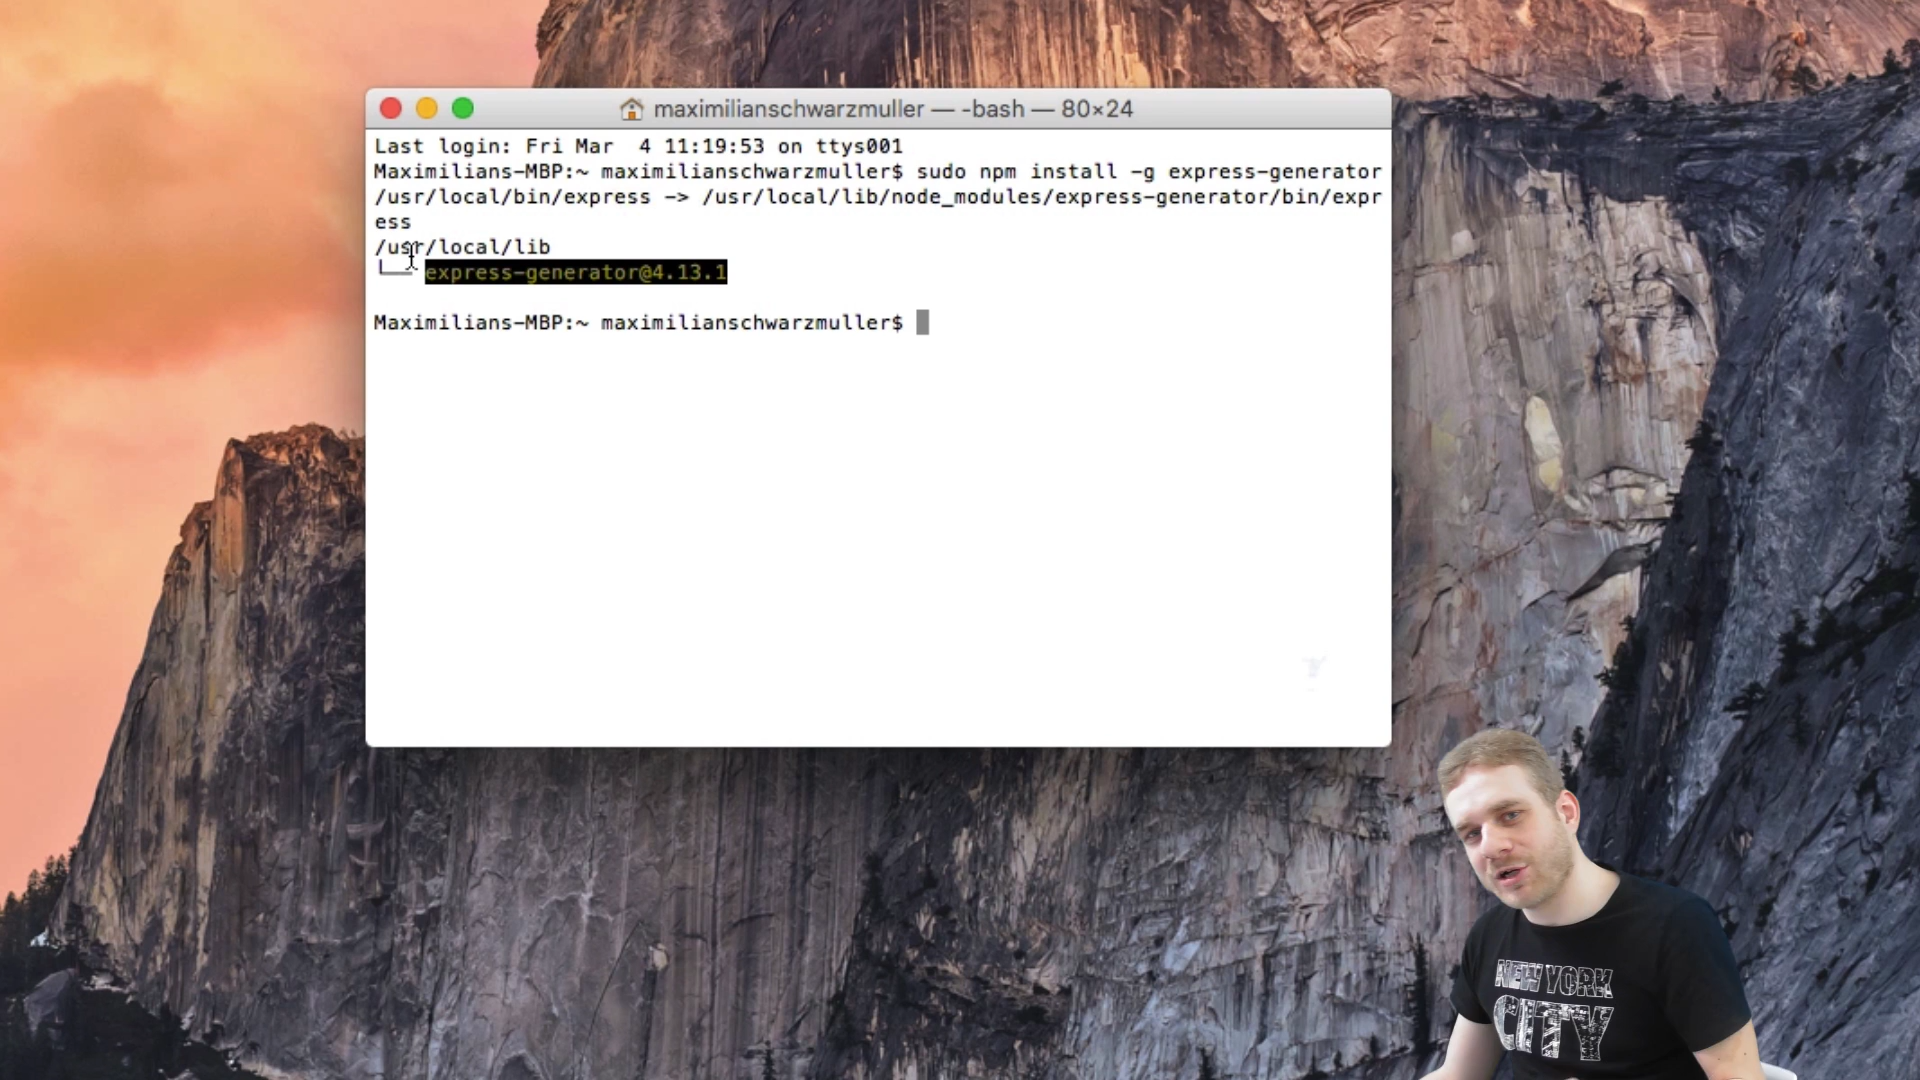 maximilianschwarzmuller — -bash — 80×24
Last login: Fri Mar  4 11:19:53 on ttys001
Maximilians-MBP:~ maximilianschwarzmuller$ sudo npm install -g express-generator
/usr/local/bin/express -> /usr/local/lib/node_modules/express-generator/bin/expr
ess
/usr/local/lib
└── express-generator@4.13.1
Maximilians-MBP:~ maximilianschwarzmuller$
NEW YORK
CITY